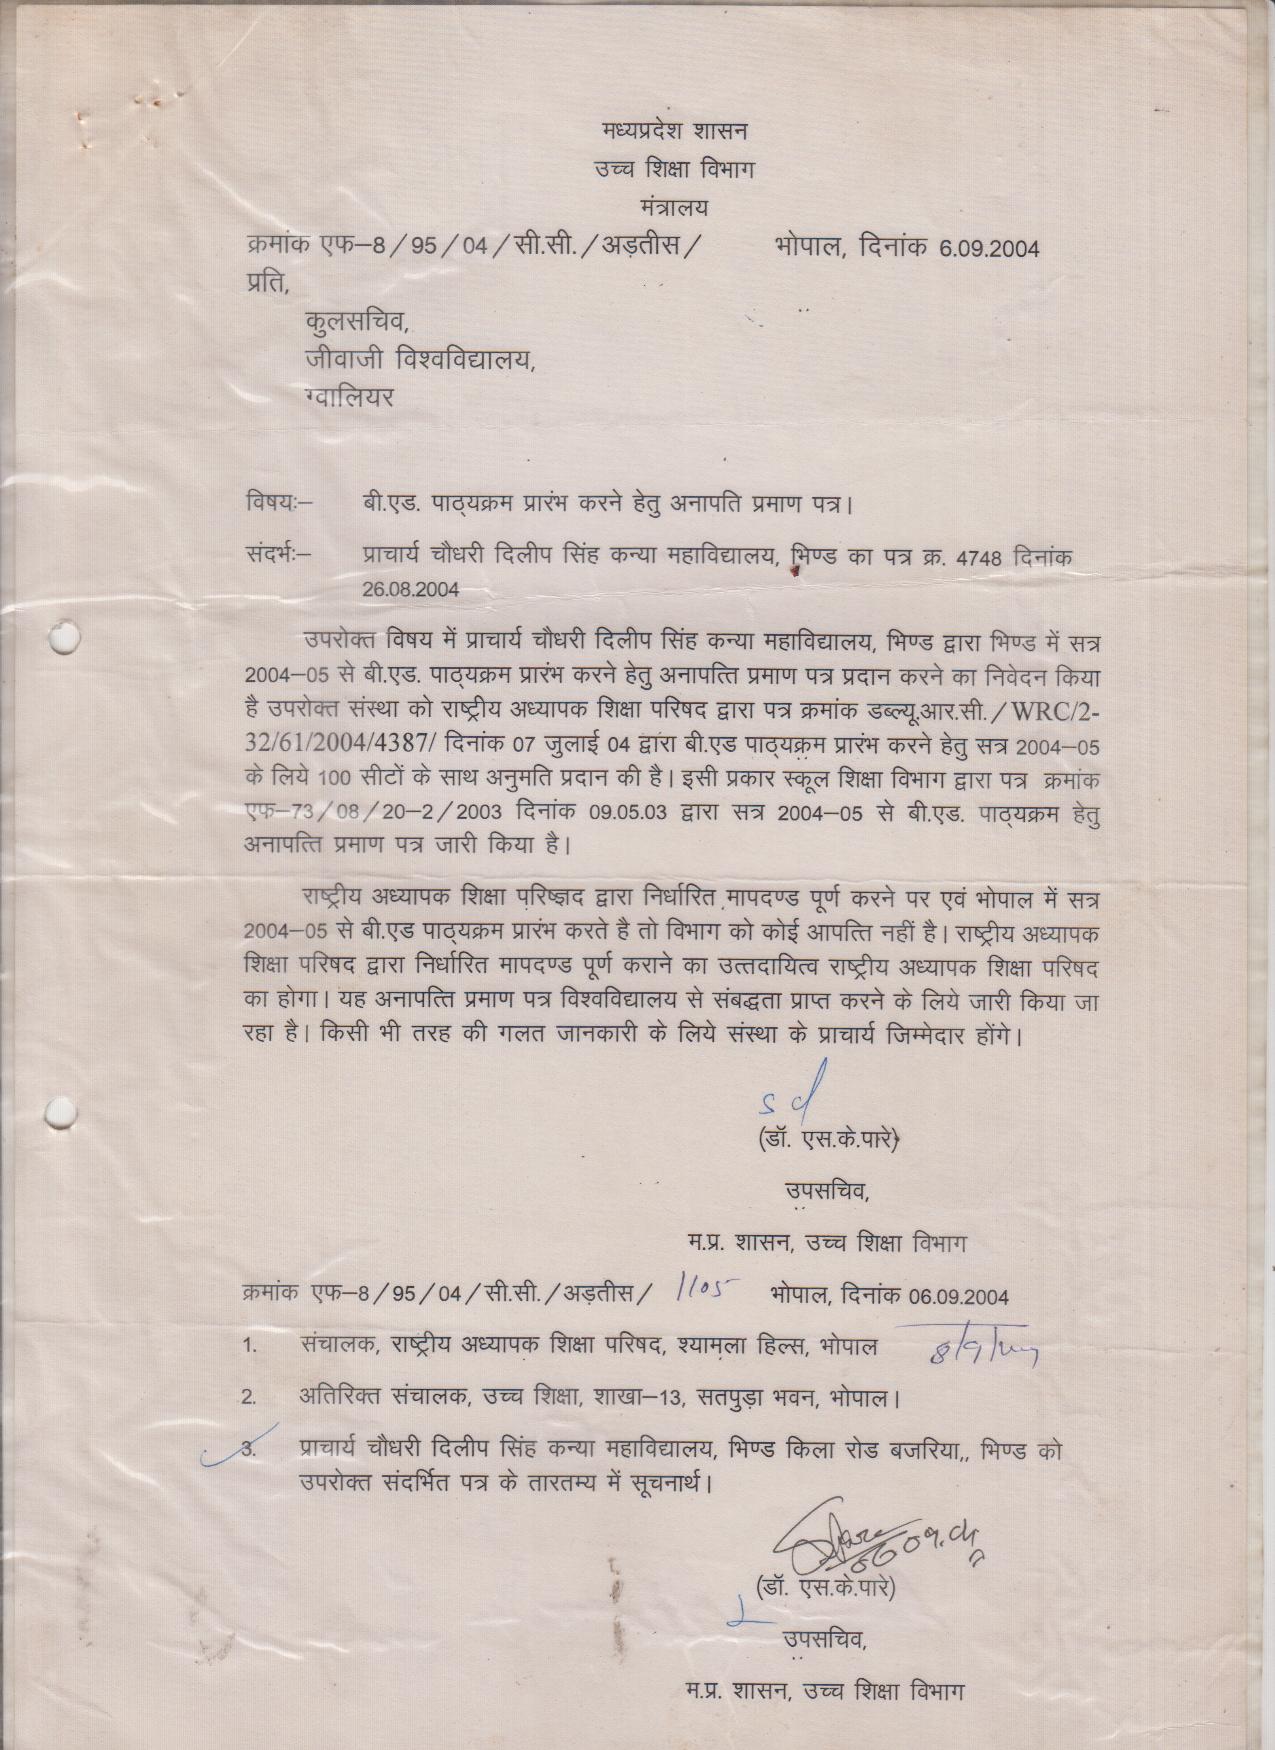 मध्यप्रदेश शासन
उच्च शिक्षा विभाग
मंत्रालय
क्रमांक एफ–8/95/04/सी.सी./अड़तीस/ भोपाल, दिनांक 6.09.2004
प्रति,
कुलसचिव,
जीवाजी विश्वविद्यालय,
ग्वालियर
विषयः– बी.एड. पाठ्यक्रम प्रारंभ करने हेतु अनापति प्रमाण पत्र।
संदर्भः– प्राचार्य चौधरी दिलीप सिंह कन्या महाविद्यालय, भिण्ड का पत्र क्र. 4748 दिनांक
26.08.2004
उपरोक्त विषय में प्राचार्य चौधरी दिलीप सिंह कन्या महाविद्यालय, भिण्ड द्वारा भिण्ड में सत्र
2004–05 से बी.एड. पाठ्यक्रम प्रारंभ करने हेतु अनापत्ति प्रमाण पत्र प्रदान करने का निवेदन किया
है उपरोक्त संस्था को राष्ट्रीय अध्यापक शिक्षा परिषद द्वारा पत्र क्रमांक डब्ल्यू.आर.सी./WRC/2-
32/61/2004/4387/ दिनांक 07 जुलाई 04 द्वारा बी.एड पाठ्यक्रम प्रारंभ करने हेतु सत्र 2004–05
के लिये 100 सीटों के साथ अनुमति प्रदान की है। इसी प्रकार स्कूल शिक्षा विभाग द्वारा पत्र क्रमांक
एफ–73/08/20–2/2003 दिनांक 09.05.03 द्वारा सत्र 2004–05 से बी.एड. पाठ्यक्रम हेतु
अनापत्ति प्रमाण पत्र जारी किया है।
राष्ट्रीय अध्यापक शिक्षा परिष्ज्ञद द्वारा निर्धारित मापदण्ड पूर्ण करने पर एवं भोपाल में सत्र
2004–05 से बी.एड पाठ्यक्रम प्रारंभ करते है तो विभाग को कोई आपत्ति नहीं है। राष्ट्रीय अध्यापक
शिक्षा परिषद द्वारा निर्धारित मापदण्ड पूर्ण कराने का उत्तदायित्व राष्ट्रीय अध्यापक शिक्षा परिषद
का होगा। यह अनापत्ति प्रमाण पत्र विश्वविद्यालय से संबद्धता प्राप्त करने के लिये जारी किया जा
रहा है। किसी भी तरह की गलत जानकारी के लिये संस्था के प्राचार्य जिम्मेदार होंगे।
sd
(डॉ. एस.के.पारे)
उपसचिव,
म.प्र. शासन, उच्च शिक्षा विभाग
क्रमांक एफ–8/95/04/सी.सी./अड़तीस/ 1105 भोपाल, दिनांक 06.09.2004
1. संचालक, राष्ट्रीय अध्यापक शिक्षा परिषद, श्यामला हिल्स, भोपाल
2. अतिरिक्त संचालक, उच्च शिक्षा, शाखा–13, सतपुड़ा भवन, भोपाल।
3. प्राचार्य चौधरी दिलीप सिंह कन्या महाविद्यालय, भिण्ड किला रोड बजरिया,, भिण्ड को
उपरोक्त संदर्भित पत्र के तारतम्य में सूचनार्थ।
(डॉ. एस.के.पारे)
उपसचिव,
म.प्र. शासन, उच्च शिक्षा विभाग